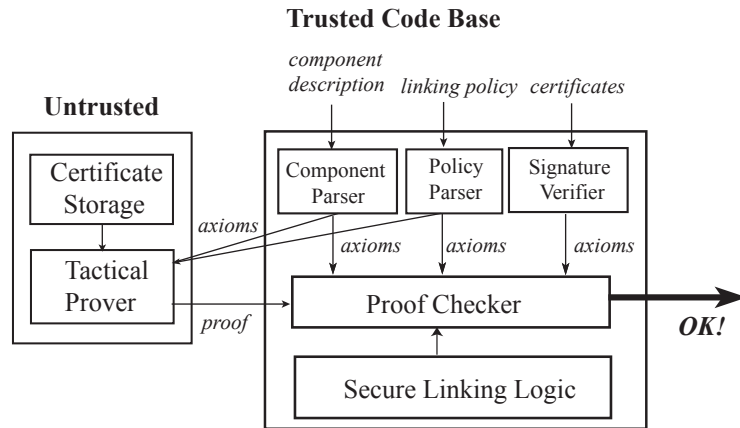 Trusted Code Base
component
description
linking policy
certificates
Untrusted
Certificate
Storage
Component
Parser
Policy
Parser
Signature
Verifier
axioms
axioms
axioms
axioms
Tactical
Prover
proof
Proof Checker
OK!
Secure Linking Logic